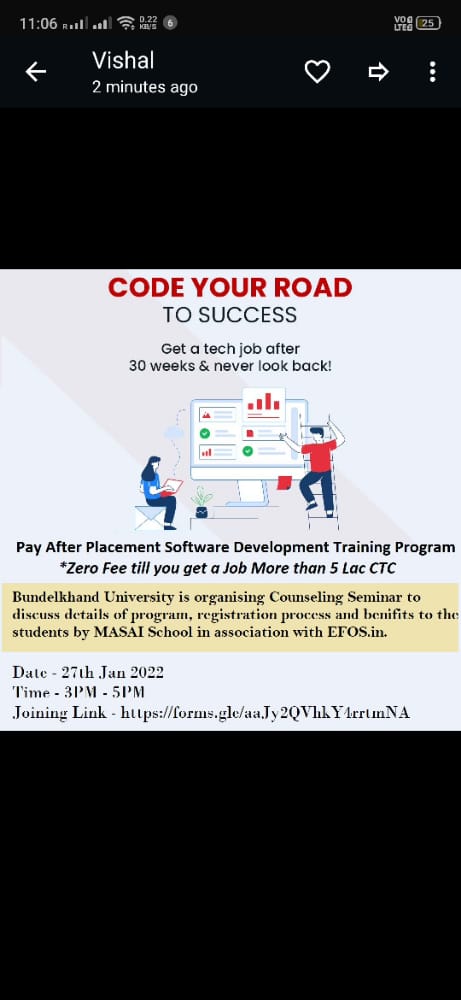 11:06 R 0.22 KB/S 6 VO LTE 25
Vishal
2 minutes ago
CODE YOUR ROAD
TO SUCCESS
Get a tech job after
30 weeks & never look back!
Pay After Placement Software Development Training Program
*Zero Fee till you get a Job More than 5 Lac CTC
Bundelkhand University is organising Counseling Seminar to
discuss details of program, registration process and benifits to the
students by MASAI School in association with EFOS.in.
Date - 27th Jan 2022
Time - 3PM - 5PM
Joining Link - https://forms.gle/aaJy2QVhkY4rrtmNA